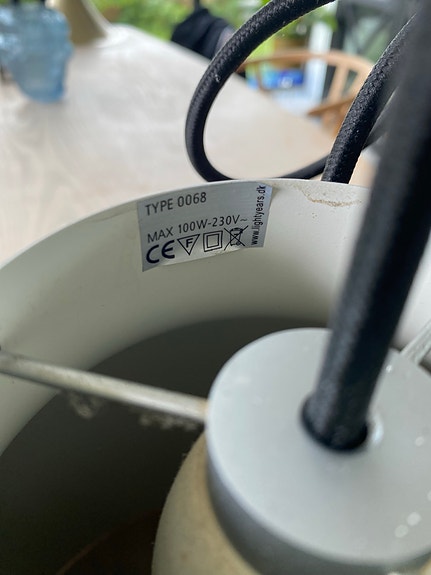 TYPE 0068
MAX 100W-230V~
CE F
www.lightyears.dk